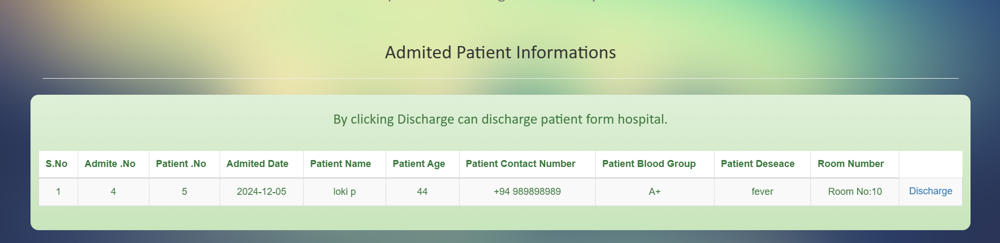 Admited Patient Informations
By clicking Discharge can discharge patient form hospital.
S.No Admite .No Patient .No Admited Date Patient Name Patient Age Patient Contact Number Patient Blood Group Patient Deseace Room Number
1 4 5 2024-12-05 loki p 44 +94 989898989 A+ fever Room No:10 Discharge